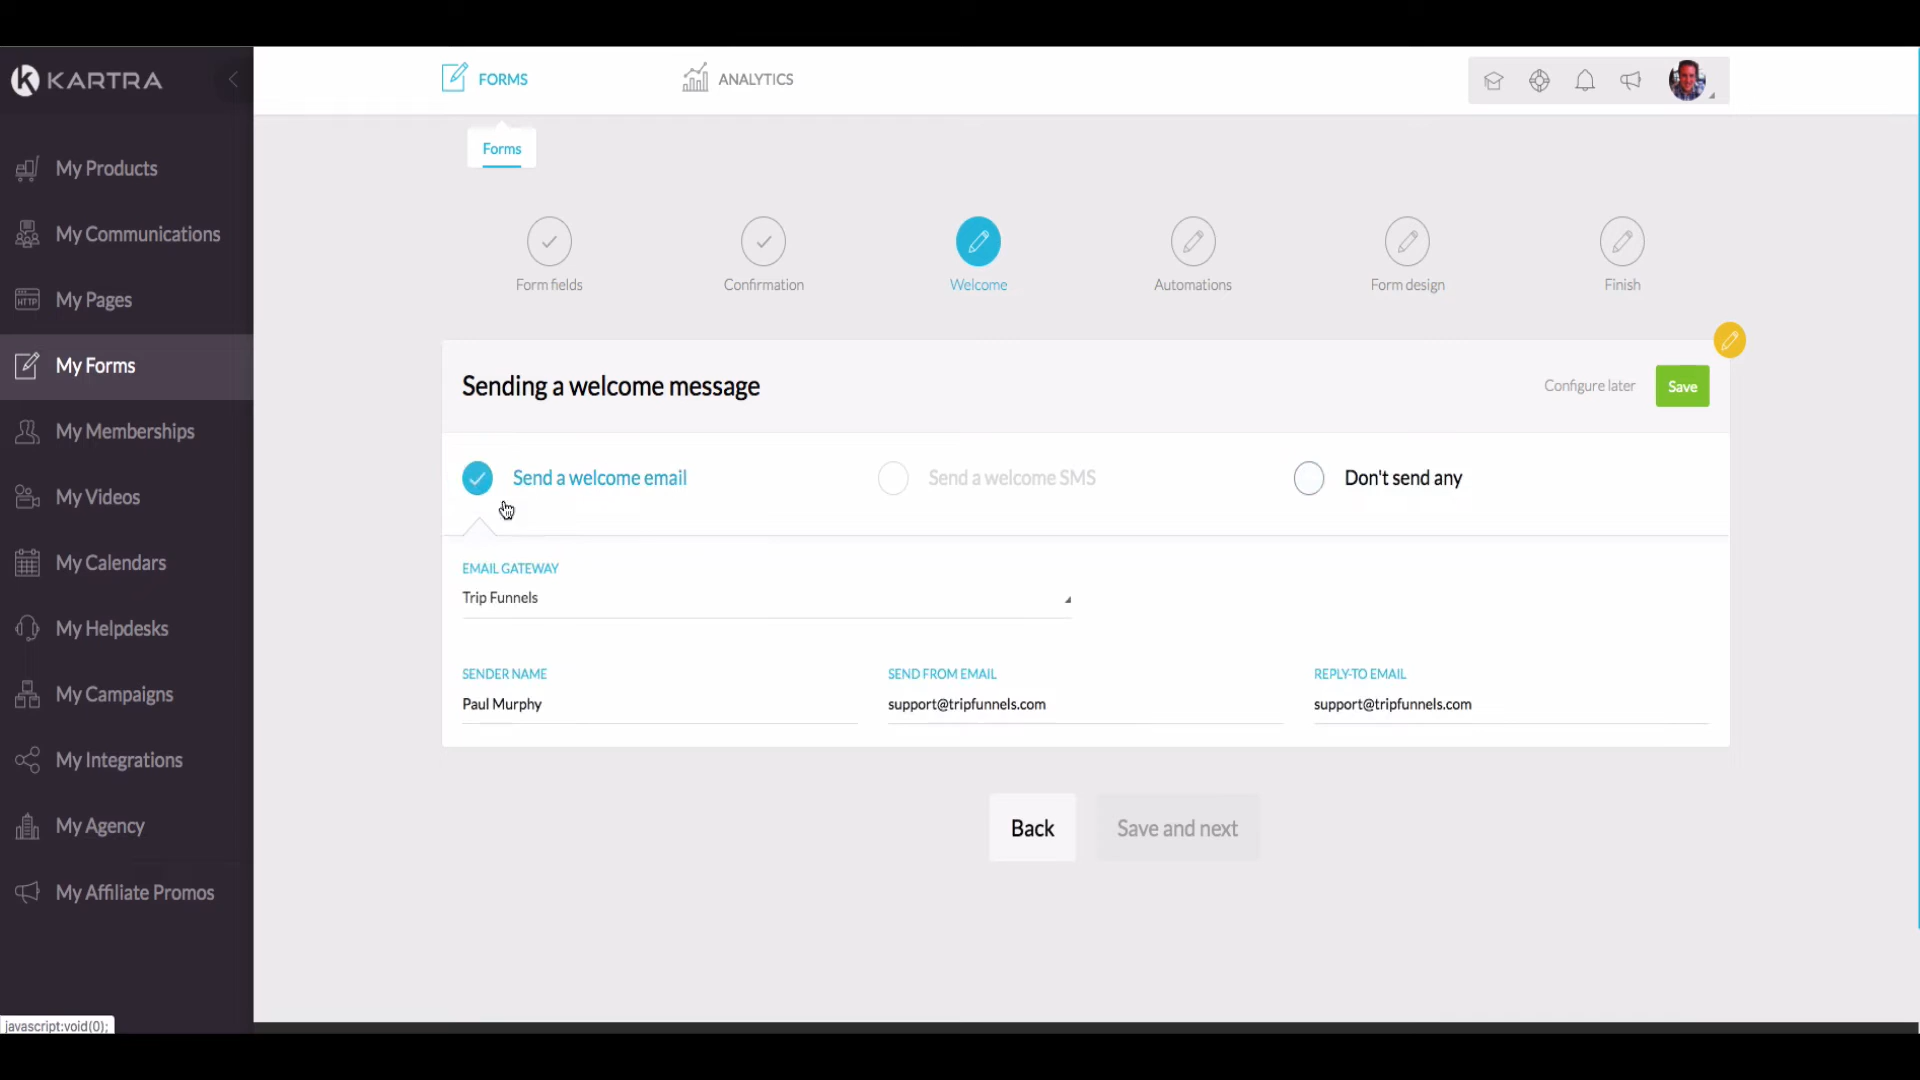 KARTRA
FORMS
ANALYTICS
Forms
My Products
My Communications
My Pages
HTTP
My Forms
My Memberships
My Videos
My Calendars
My Helpdesks
My Campaigns
My Integrations
My Agency
My Affiliate Promos
Form fields
Confirmation
Welcome
Automations
Form design
Finish
Sending a welcome message
Configure later
Save
Send a welcome email
Send a welcome SMS
Don't send any
EMAIL GATEWAY
Trip Funnels
SENDER NAME
SEND FROM EMAIL
REPLY-TO EMAIL
Paul Murphy
support@tripfunnels.com
support@tripfunnels.com
Back
Save and next
javascript:void(0);